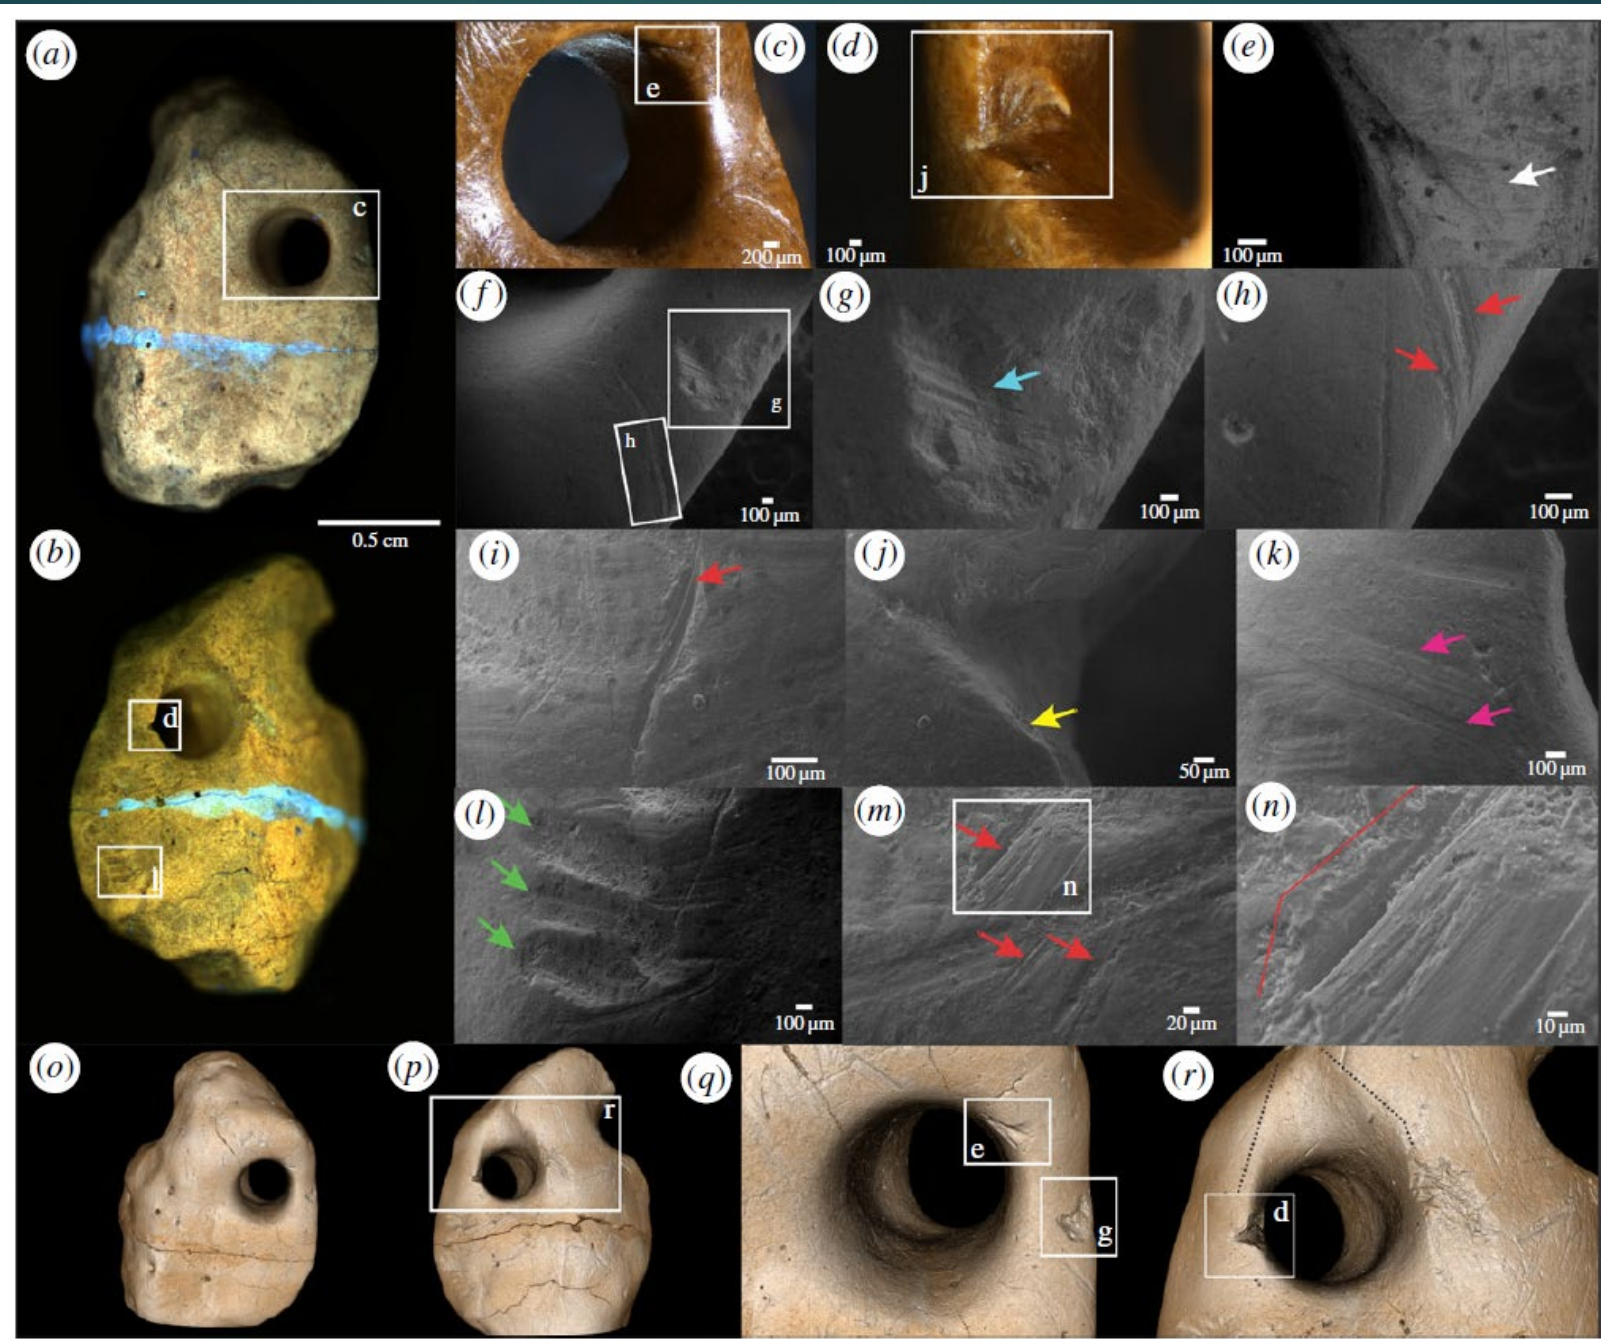 (a)
c
0.5 cm
(b)
d
l
(c)
e
200 µm
(d)
j
100 µm
(e)
100 µm
(f)
g
h
100 µm
(g)
100 µm
(h)
100 µm
(i)
100 µm
(j)
50 µm
(k)
100 µm
(l)
100 µm
(m)
n
20 µm
(n)
10 µm
(o)
(p)
r
(q)
e
g
(r)
d